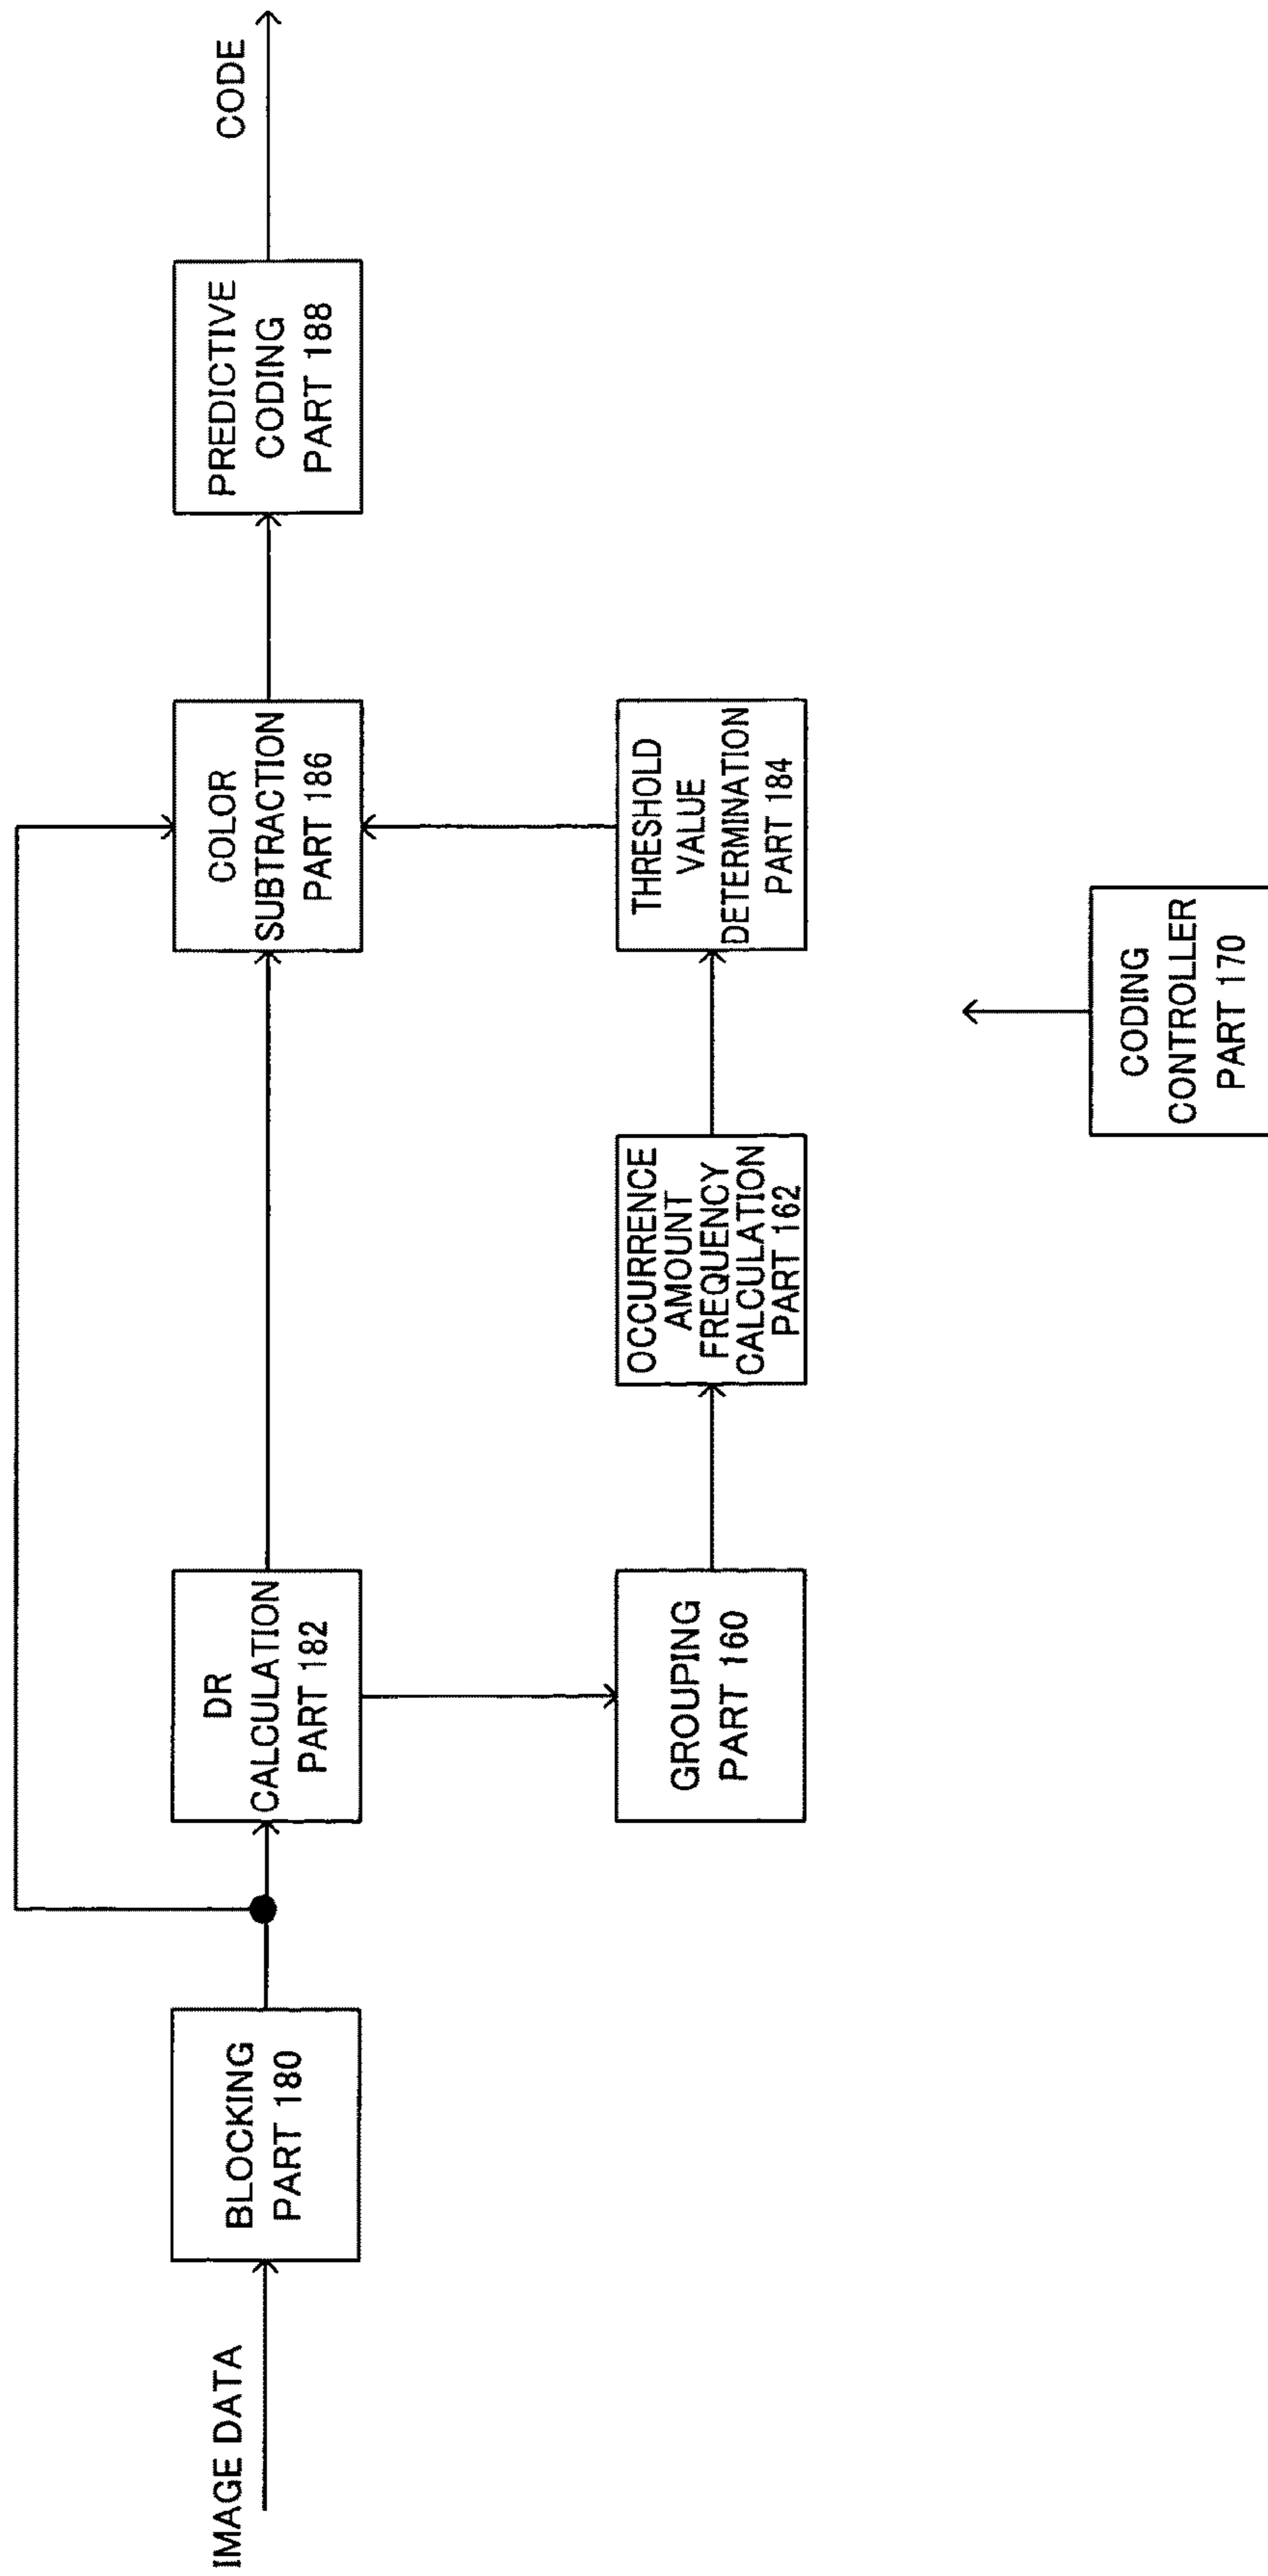 IMAGE DATA
BLOCKING
PART 180
DR
CALCULATION
PART 182
COLOR
SUBTRACTION
PART 186
PREDICTIVE
CODING
PART 188
CODE
GROUPING
PART 160
OCCURRENCE
AMOUNT
FREQUENCY
CALCULATION
PART 162
THRESHOLD
VALUE
DETERMINATION
PART 184
CODING
CONTROLLER
PART 170